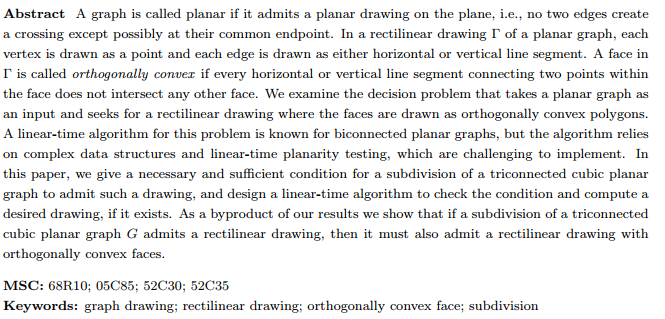 Abstract A graph is called planar if it admits a planar drawing on the plane, i.e., no two edges create
a crossing except possibly at their common endpoint. In a rectilinear drawing Γ of a planar graph, each
vertex is drawn as a point and each edge is drawn as either horizontal or vertical line segment. A face in
Γ is called orthogonally convex if every horizontal or vertical line segment connecting two points within
the face does not intersect any other face. We examine the decision problem that takes a planar graph as
an input and seeks for a rectilinear drawing where the faces are drawn as orthogonally convex polygons.
A linear-time algorithm for this problem is known for biconnected planar graphs, but the algorithm relies
on complex data structures and linear-time planarity testing, which are challenging to implement. In
this paper, we give a necessary and sufficient condition for a subdivision of a triconnected cubic planar
graph to admit such a drawing, and design a linear-time algorithm to check the condition and compute a
desired drawing, if it exists. As a byproduct of our results we show that if a subdivision of a triconnected
cubic planar graph G admits a rectilinear drawing, then it must also admit a rectilinear drawing with
orthogonally convex faces.
MSC: 68R10; 05C85; 52C30; 52C35
Keywords: graph drawing; rectilinear drawing; orthogonally convex face; subdivision